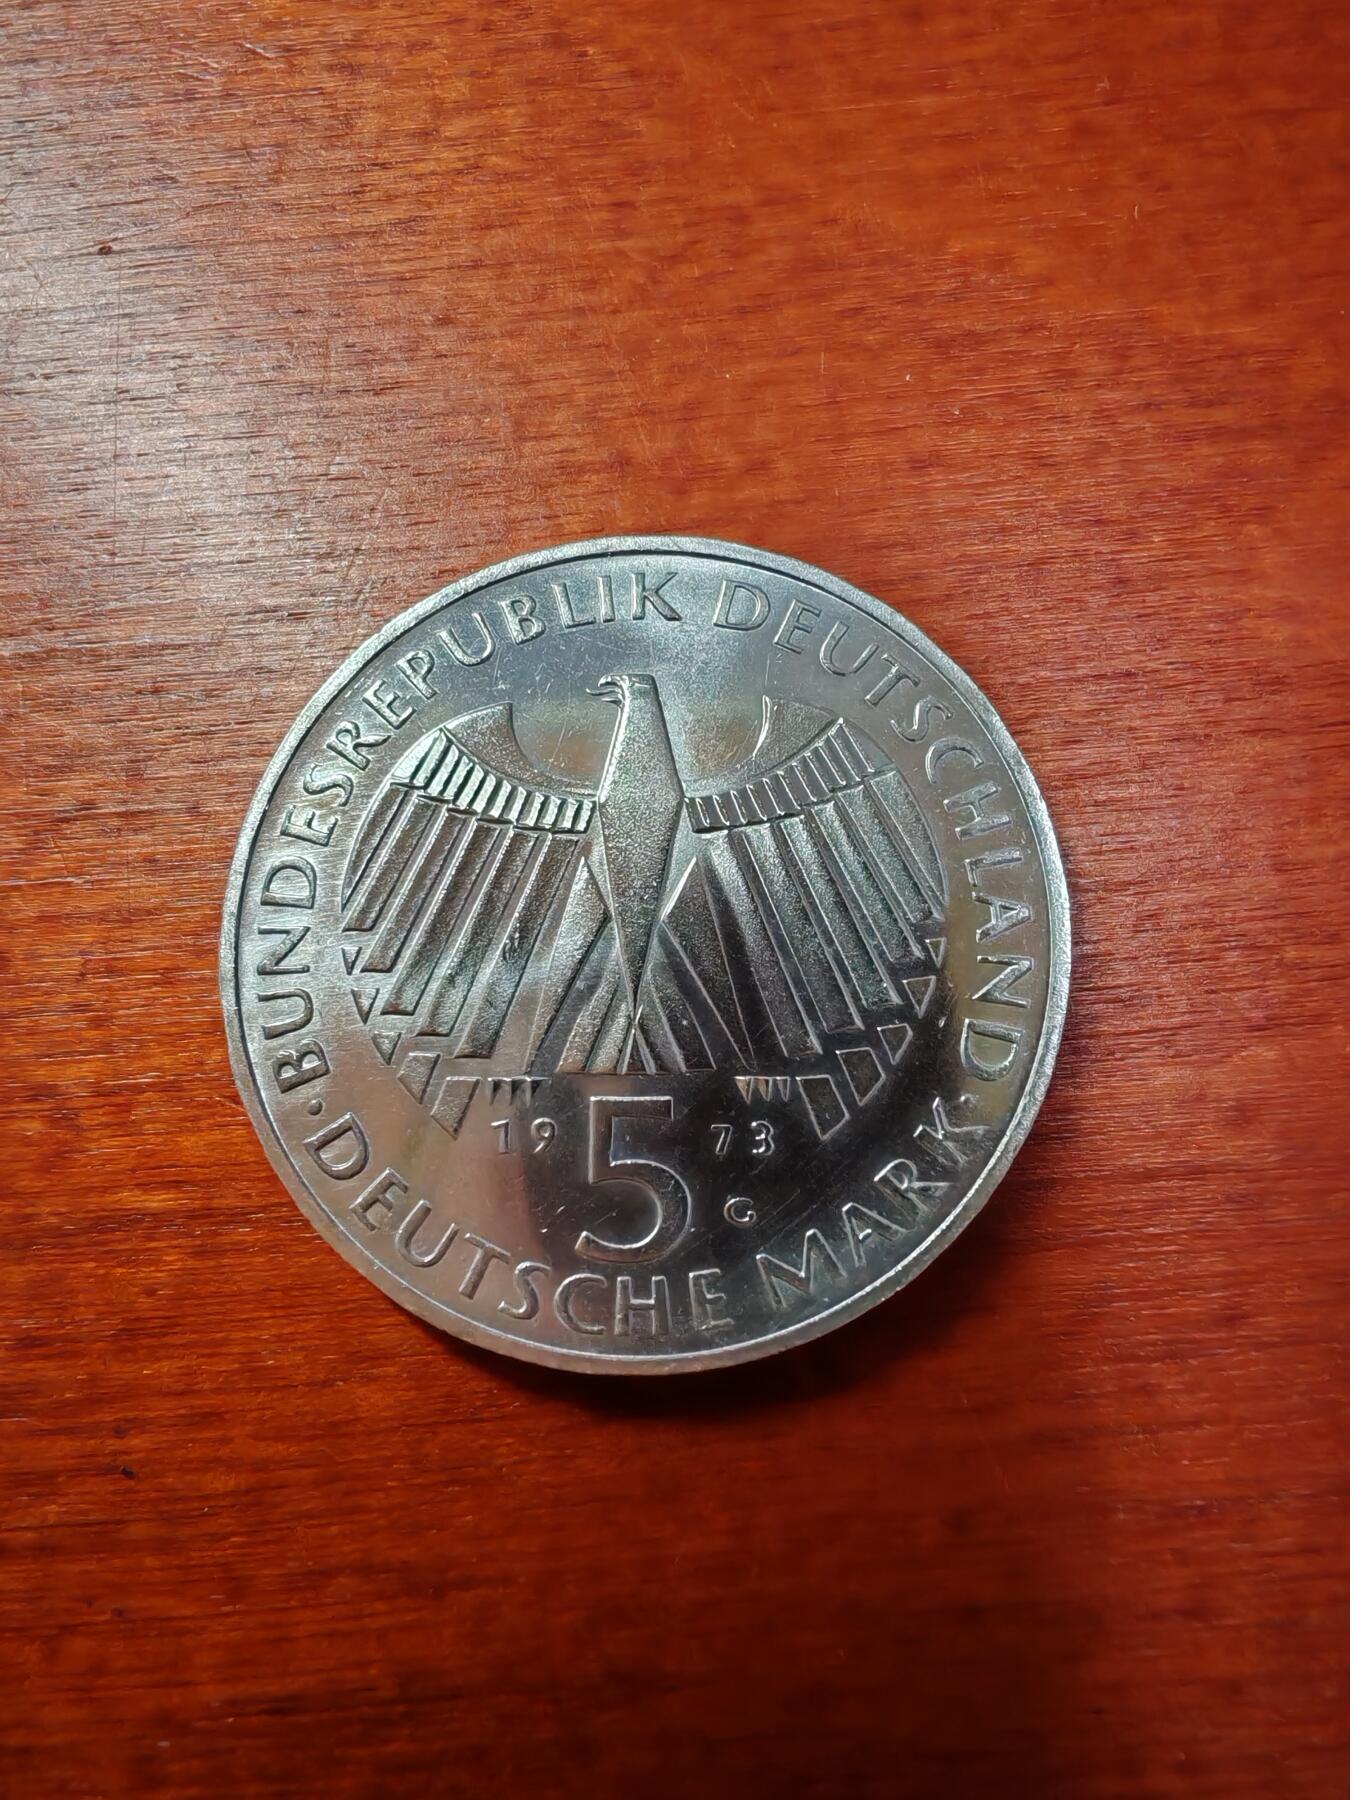 BUNDESREPUBLIK DEUTSCHLAND
19 73
5
G
· DEUTSCHE MARK ·